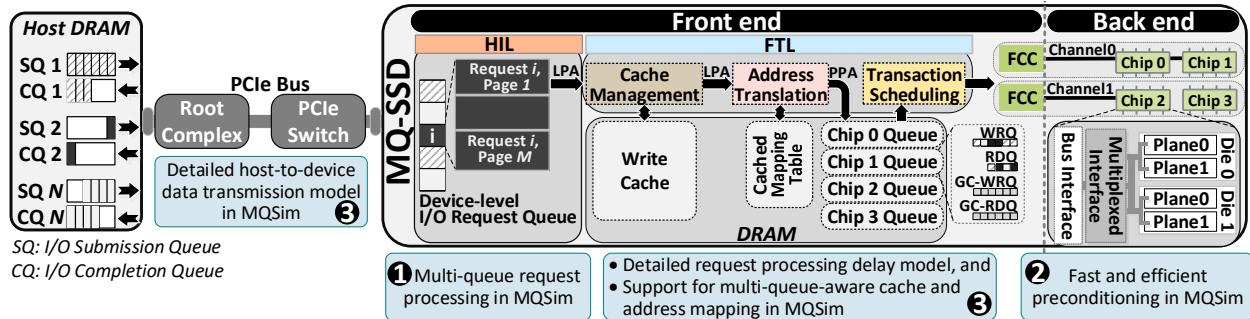 Host DRAM
SQ 1
CQ 1
SQ 2
CQ 2
SQ N
CQ N
SQ: I/O Submission Queue
CQ: I/O Completion Queue
PCIe Bus
Root
Complex
PCIe
Switch
Detailed host-to-device
data transmission model
in MQSim
3
MQ-SSD
Front end
Back end
HIL
FTL
i
Request i,
Page 1
Request i,
Page M
Device-level
I/O Request Queue
LPA
Cache
Management
LPA
Address
Translation
PPA
Transaction
Scheduling
Write
Cache
Cached
Mapping
Table
Chip 0 Queue
Chip 1 Queue
Chip 2 Queue
Chip 3 Queue
DRAM
WRQ
RDQ
GC-WRQ
GC-RDQ
FCC
Channel0
Chip 0
Chip 1
FCC
Channel1
Chip 2
Chip 3
Bus Interface
Multiplexed
Interface
Plane0
Plane1
Die 0
Plane0
Plane1
Die 1
1
Multi-queue request
processing in MQSim
• Detailed request processing delay model, and
• Support for multi-queue-aware cache and
address mapping in MQSim
3
2
Fast and efficient
preconditioning in MQSim